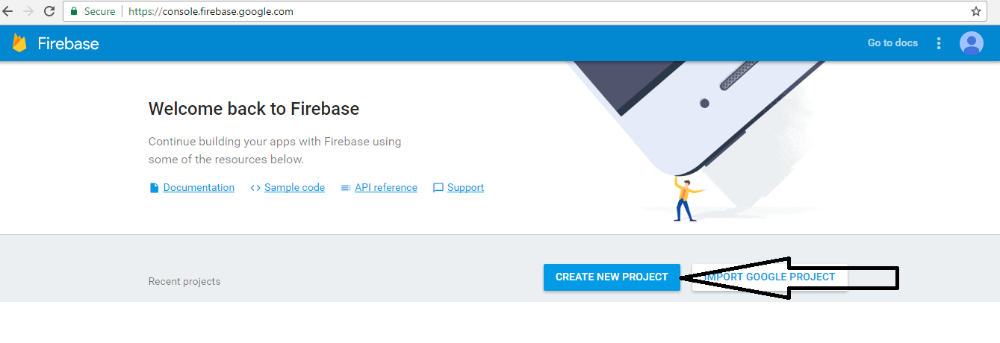 Secure https://console.firebase.google.com
Firebase
Go to docs
Welcome back to Firebase
Continue building your apps with Firebase using
some of the resources below.
Documentation Sample code API reference Support
Recent projects
CREATE NEW PROJECT
IMPORT GOOGLE PROJECT